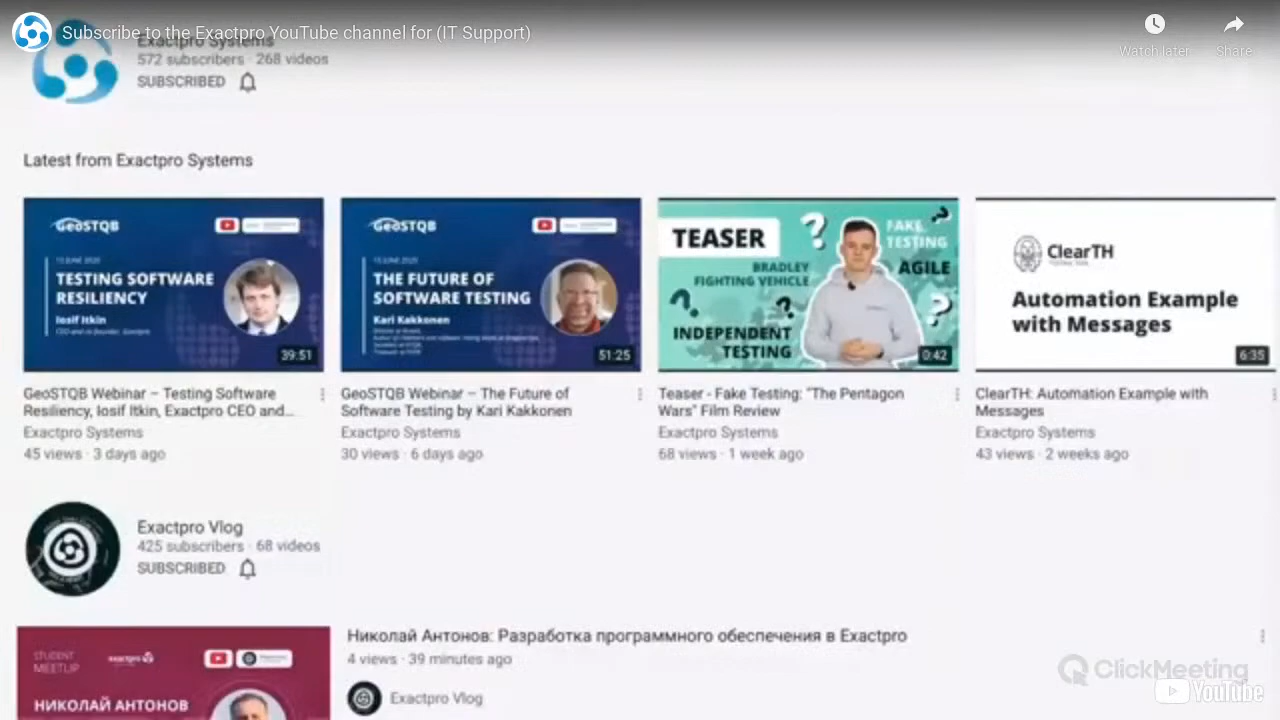 Subscribe to the Exactpro YouTube channel for (IT Support)
Watch later
Share
Exactpro Systems
572 subscribers · 268 videos
SUBSCRIBED
Latest from Exactpro Systems
GeoSTQB
TESTING SOFTWARE
RESILIENCY
Iosif Itkin
39:51
GeoSTQB
THE FUTURE OF
SOFTWARE TESTING
Kari Kakkonen
51:25
TEASER
FAKE
TESTING
BRADLEY
FIGHTING VEHICLE
AGILE
INDEPENDENT
TESTING
0:42
ClearTH
Automation Example
with Messages
6:35
GeoSTQB Webinar – Testing Software
Resiliency, Iosif Itkin, Exactpro CEO and...
Exactpro Systems
45 views · 3 days ago
GeoSTQB Webinar – The Future of
Software Testing by Kari Kakkonen
Exactpro Systems
30 views · 6 days ago
Teaser - Fake Testing: "The Pentagon
Wars" Film Review
Exactpro Systems
68 views · 1 week ago
ClearTH: Automation Example with
Messages
Exactpro Systems
43 views · 2 weeks ago
Exactpro Vlog
425 subscribers · 68 videos
SUBSCRIBED
STUDENT
MEETUP
exactpro
НИКОЛАЙ АНТОНОВ
Николай Антонов: Разработка программного обеспечения в Exactpro
4 views · 39 minutes ago
Exactpro Vlog
ClickMeeting
YouTube